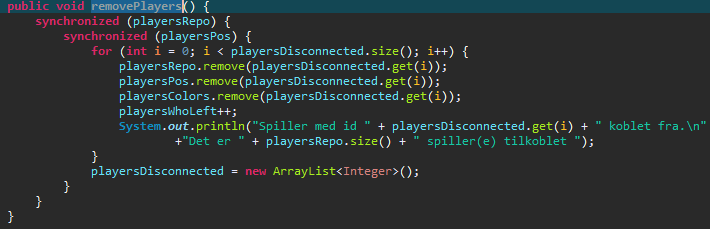 public void removePlayers() {
    synchronized (playersRepo) {
        synchronized (playersPos) {
            for (int i = 0; i < playersDisconnected.size(); i++) {
                playersRepo.remove(playersDisconnected.get(i));
                playersPos.remove(playersDisconnected.get(i));
                playersColors.remove(playersDisconnected.get(i));
                playersWhoLeft++;
                System.out.println("Spiller med id " + playersDisconnected.get(i) + " koblet fra.\n"
                        +"Det er " + playersRepo.size() + " spiller(e) tilkoblet ");
            }
            playersDisconnected = new ArrayList<Integer>();
        }
    }
}